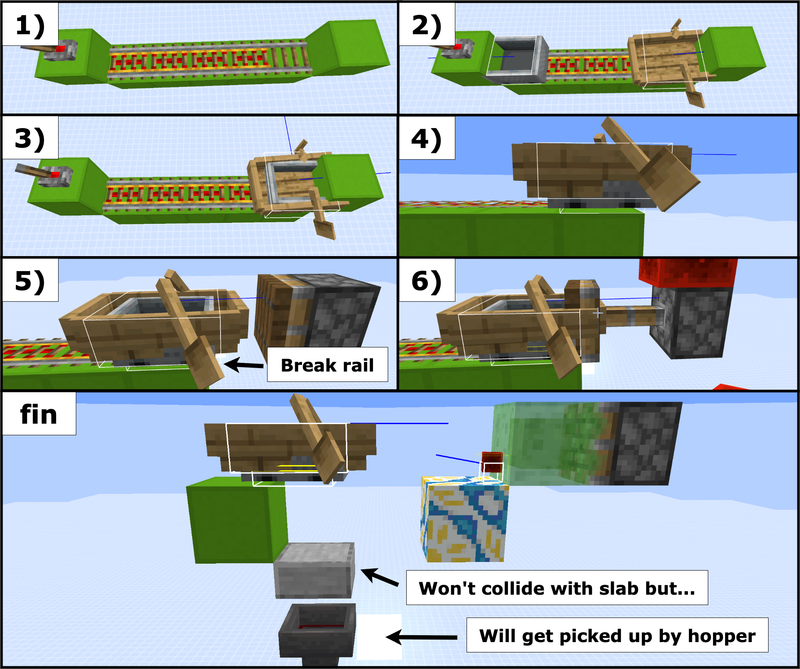 1)
2)
3)
4)
5)
Break rail
6)
fin
Won't collide with slab but...
Will get picked up by hopper